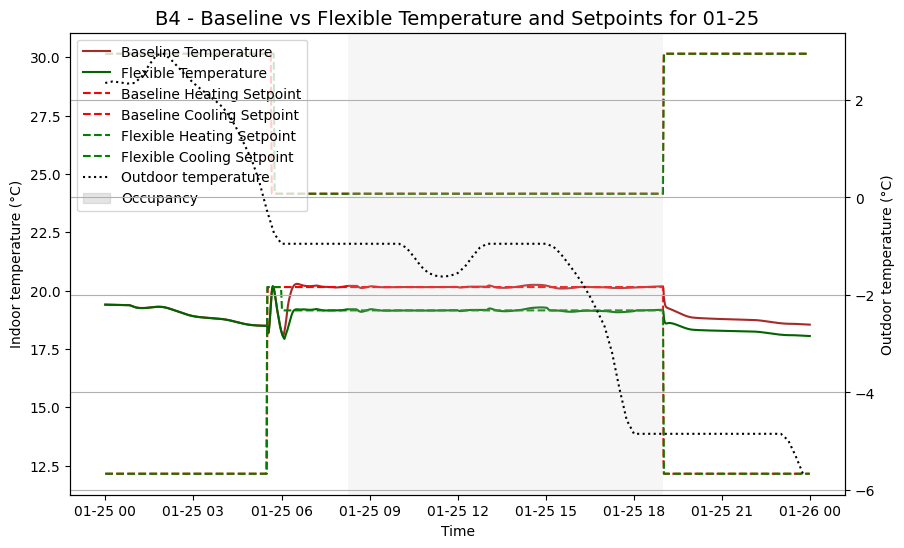 B4 - Baseline vs Flexible Temperature and Setpoints for 01-25
Baseline Temperature
Flexible Temperature
Baseline Heating Setpoint
Baseline Cooling Setpoint
Flexible Heating Setpoint
Flexible Cooling Setpoint
Outdoor temperature
Occupancy
Indoor temperature (°C)
30.0
27.5
25.0
22.5
20.0
17.5
15.0
12.5
2
0
−2
−4
−6
Outdoor temperature (°C)
01-25 00
01-25 03
01-25 06
01-25 09
01-25 12
01-25 15
01-25 18
01-25 21
01-26 00
Time